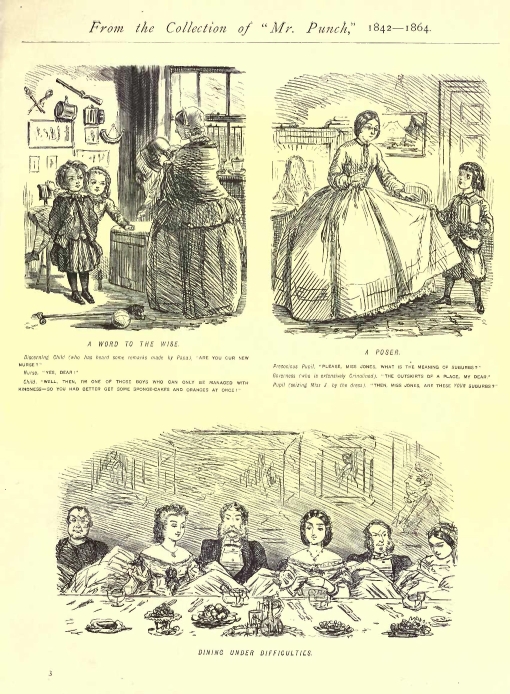 From the Collection of "Mr. Punch," 1842—1864.
A WORD TO THE WISE.
Discerning Child (who has heard some remarks made by Papa). "ARE YOU OUR NEW
NURSE?"
Nurse. "YES, DEAR!"
Child. "WELL, THEN, I'M ONE OF THOSE BOYS WHO CAN ONLY BE MANAGED WITH
KINDNESS—SO YOU HAD BETTER GET SOME SPONGE-CAKES AND ORANGES AT ONCE!"
A POSER.
Precocious Pupil. "PLEASE, MISS JONES, WHAT IS THE MEANING OF SUBURBS?"
Governess (who is extensively Crinolined). "THE OUTSKIRTS OF A PLACE, MY DEAR."
Pupil (seizing Miss J. by the dress). "THEN, MISS JONES, ARE THESE YOUR SUBURBS?"
DINING UNDER DIFFICULTIES.
3